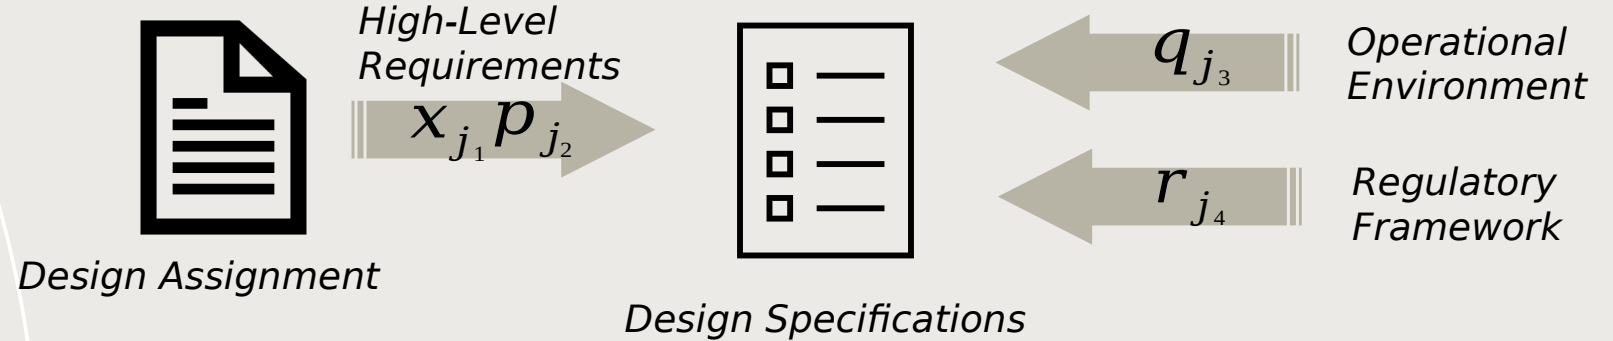 High-Level
Requirements
x_{j_1} p_{j_2}
Design Assignment
Design Specifications
q_{j_3}
Operational
Environment
r_{j_4}
Regulatory
Framework